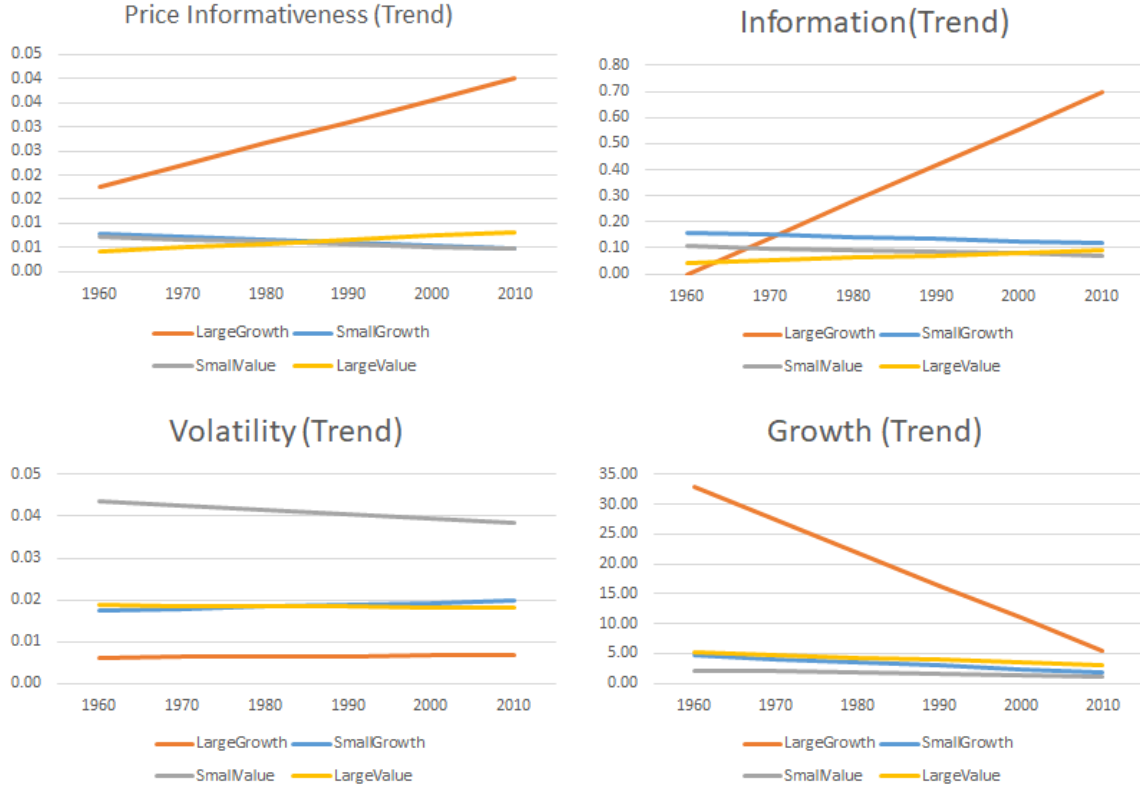 Price Informativeness (Trend)
0.05
0.04
0.04
0.03
0.03
0.02
0.02
0.01
0.01
0.00
1960 1970 1980 1990 2000 2010
LargeGrowth SmallGrowth
SmalValue LargeValue
Information(Trend)
0.80
0.70
0.60
0.50
0.40
0.30
0.20
0.10
0.00
1960 1970 1980 1990 2000 2010
LargeGrowth SmallGrowth
SmalValue LargeValue
Volatility (Trend)
0.05
0.04
0.03
0.02
0.01
0.00
1960 1970 1980 1990 2000 2010
LargeGrowth SmallGrowth
SmalValue LargeValue
Growth (Trend)
35.00
30.00
25.00
20.00
15.00
10.00
5.00
0.00
1960 1970 1980 1990 2000 2010
LargeGrowth SmallGrowth
SmalValue LargeValue